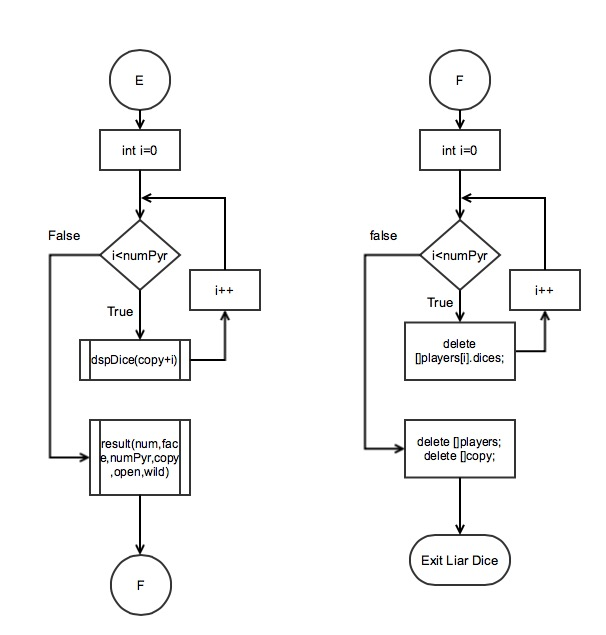 E
int i=0
False
i<numPyr
i++
True
dspDice(copy+i)
result(num,fac
e,numPyr,copy
,open,wild)
F
F
int i=0
false
i<numPyr
i++
True
delete
[]players[i].dices;
delete []players;
delete []copy;
Exit Liar Dice